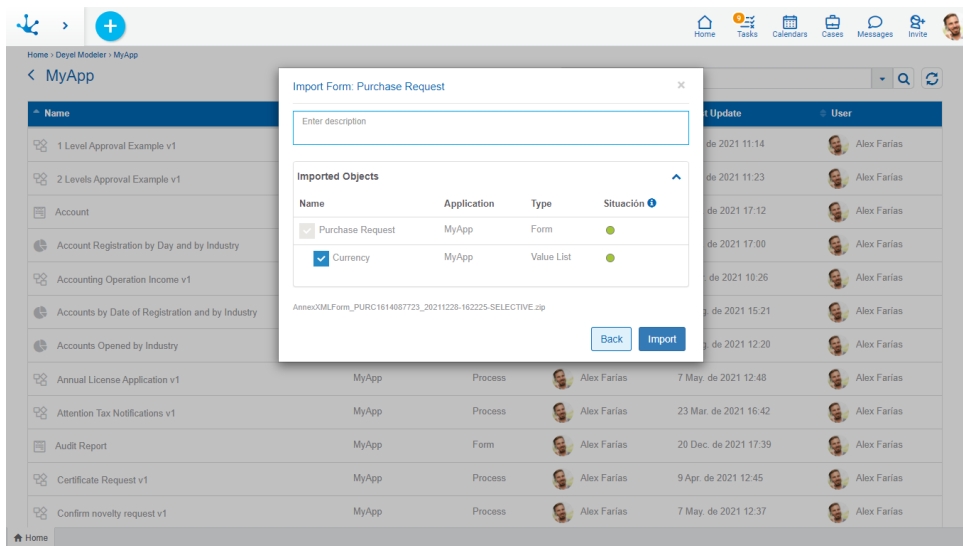 9
Home Tasks Calendars Cases Messages Invite
Home › Deyel Modeler › MyApp
MyApp
Name User
1 Level Approval Example v1 de 2021 11:14 Alex Farías
2 Levels Approval Example v1 de 2021 11:23 Alex Farías
Account de 2021 17:12 Alex Farías
Account Registration by Day and by Industry de 2021 17:00 Alex Farías
Accounting Operation Income v1 de 2021 10:26 Alex Farías
Accounts by Date of Registration and by Industry de 2021 15:21 Alex Farías
Accounts Opened by Industry de 2021 12:20 Alex Farías
Annual License Application v1 MyApp Process Alex Farías 7 May. de 2021 12:48 Alex Farías
Attention Tax Notifications v1 MyApp Process Alex Farías 23 Mar. de 2021 16:42 Alex Farías
Audit Report MyApp Form Alex Farías 20 Dec. de 2021 17:39 Alex Farías
Certificate Request v1 MyApp Process Alex Farías 9 Apr. de 2021 12:45 Alex Farías
Confirm novelty request v1 MyApp Process Alex Farías 7 May. de 2021 12:37 Alex Farías
Update
Import Form: Purchase Request ×
Enter description
Imported Objects
Name Application Type Situación
Purchase Request MyApp Form
Currency MyApp Value List
AnnexXMLForm_PURC1614087723_20211228-162225-SELECTIVE.zip
Back Import
Home